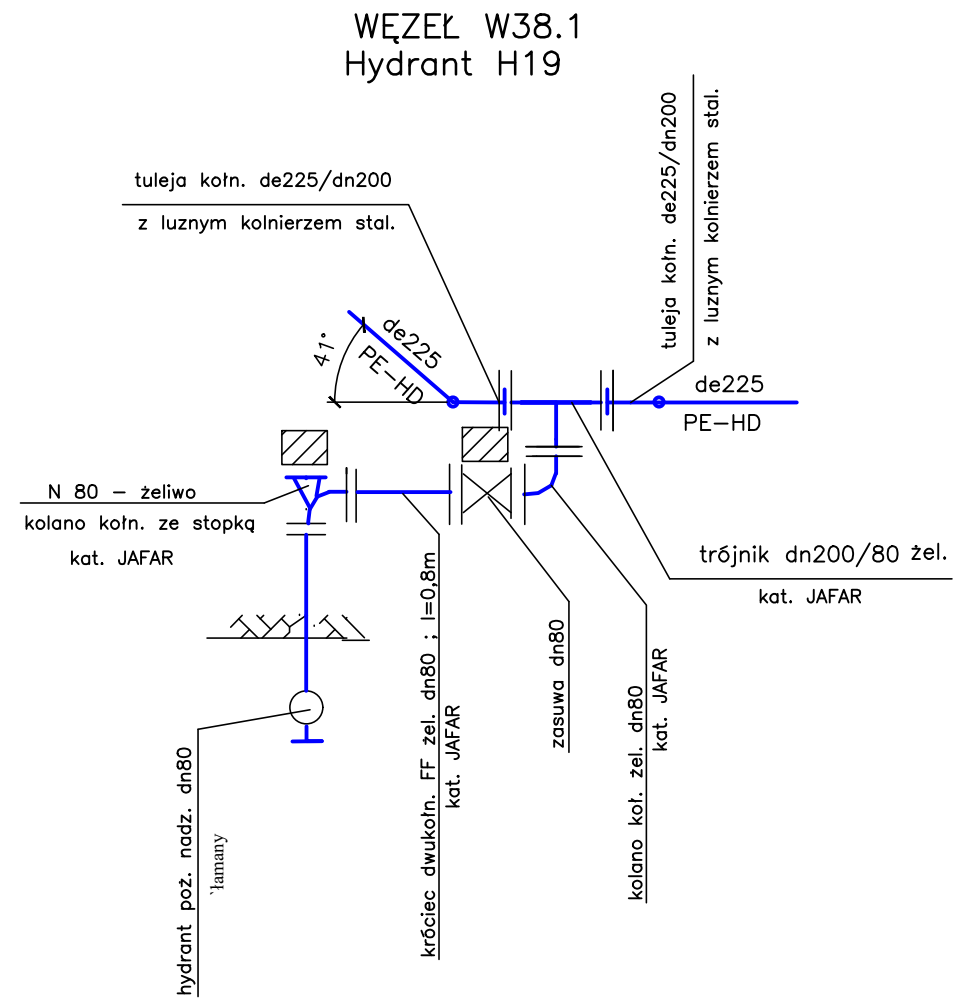 WĘZEŁ W38.1
Hydrant H19
tuleja kołn. de225/dn200
z luznym kolnierzem stal.
tuleja kołn. de225/dn200
z luznym kolnierzem stal.
41°
de225
PE-HD
de225
PE-HD
N 80 - żeliwo
kolano kołn. ze stopką
kat. JAFAR
trójnik dn200/80 żel.
kat. JAFAR
hydrant poż. nadz. dn80
`łamany
króciec dwukołn. FF żel. dn80 ; l=0,8m
kat. JAFAR
zasuwa dn80
kolano koł. żel. dn80
kat. JAFAR